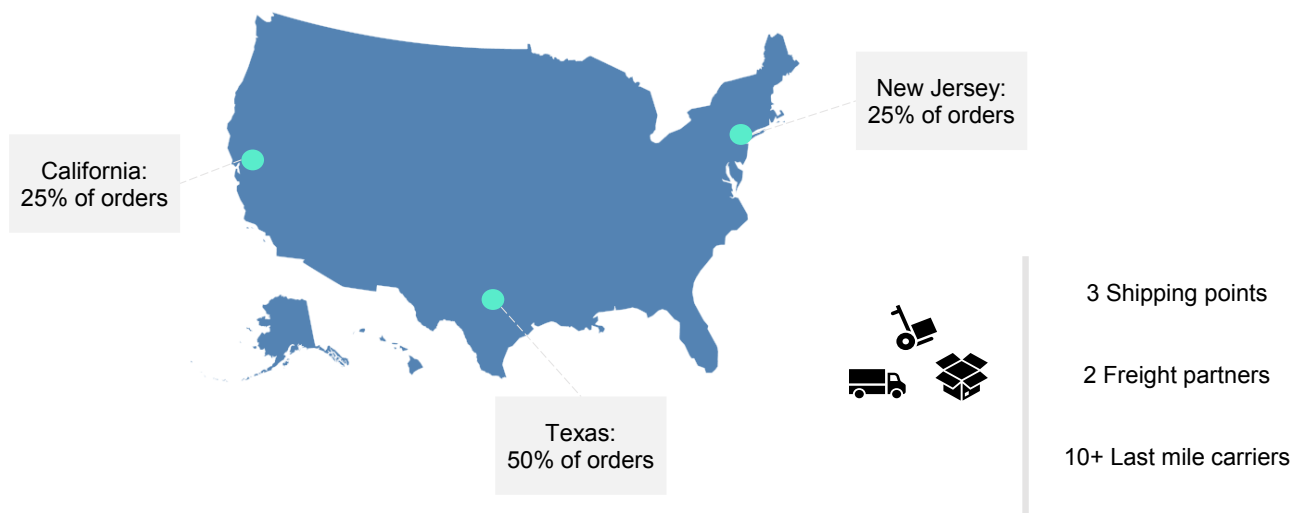 New Jersey:
25% of orders
California:
25% of orders
Texas:
50% of orders
3 Shipping points
2 Freight partners
10+ Last mile carriers